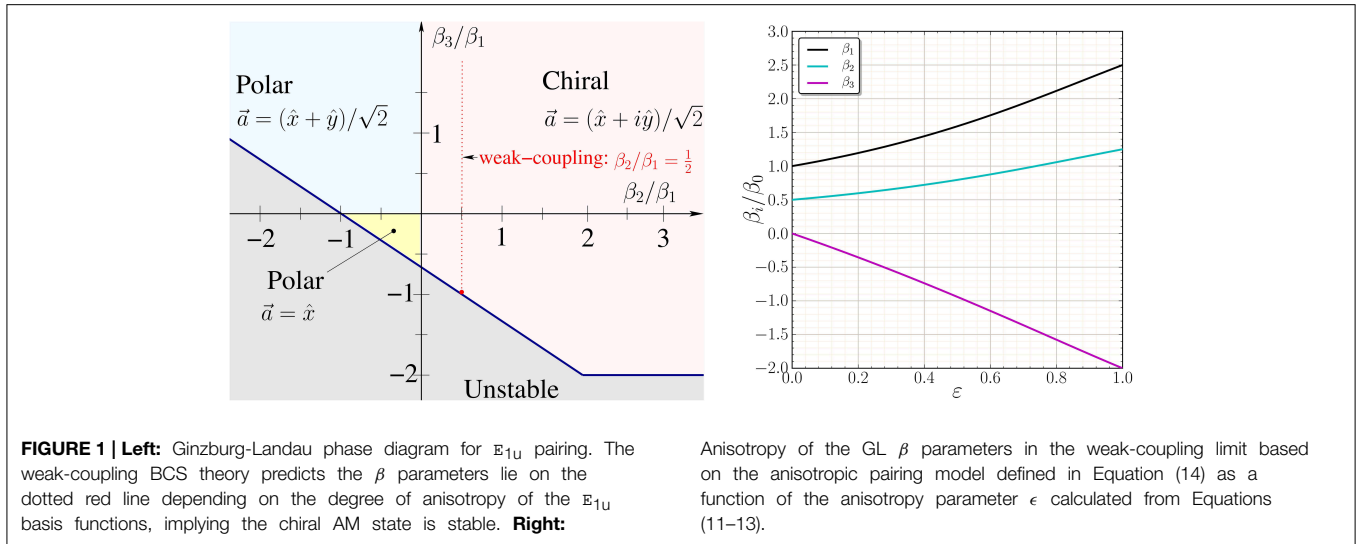 β₃/β₁
Polar
a⃗ = (x̂ + ŷ)/√2
Chiral
a⃗ = (x̂ + iŷ)/√2
1
weak-coupling: β₂/β₁ = 1/2
β₂/β₁
−2 −1 1 2 3
Polar
a⃗ = x̂
−1
−2
Unstable
3.0
2.5
2.0
1.5
1.0
0.5
0.0
−0.5
−1.0
−1.5
−2.0
βᵢ/β₀
β₁
β₂
β₃
0.0 0.2 0.4 0.6 0.8 1.0
ε
FIGURE 1 | Left: Ginzburg-Landau phase diagram for E₁ᵤ pairing. The
weak-coupling BCS theory predicts the β parameters lie on the
dotted red line depending on the degree of anisotropy of the E₁ᵤ
basis functions, implying the chiral AM state is stable. Right:
Anisotropy of the GL β parameters in the weak-coupling limit based
on the anisotropic pairing model defined in Equation (14) as a
function of the anisotropy parameter ϵ calculated from Equations
(11–13).